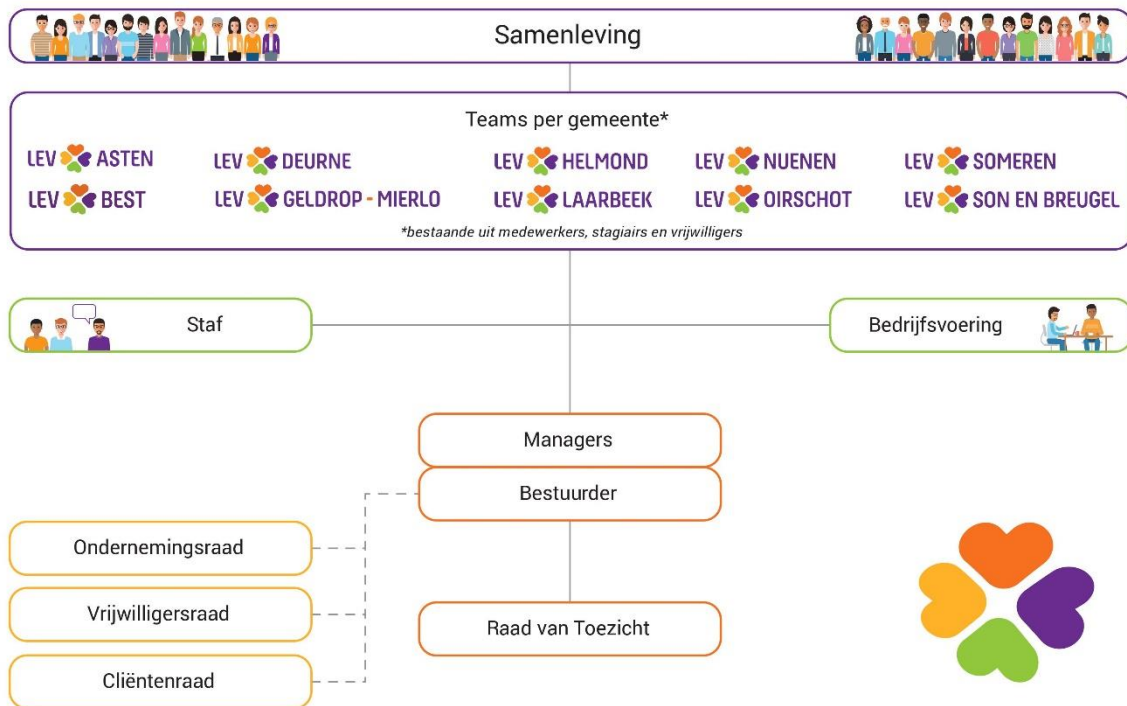 Samenleving
Teams per gemeente*
LEV ASTEN
LEV DEURNE
LEV HELMOND
LEV NUENEN
LEV SOMEREN
LEV BEST
LEV GELDROP - MIERLO
LEV LAARBEEK
LEV OIRSCHOT
LEV SON EN BREUGEL
*bestaande uit medewerkers, stagiairs en vrijwilligers
Staf
Bedrijfsvoering
Managers
Bestuurder
Ondernemingsraad
Vrijwilligersraad
Raad van Toezicht
Cliëntenraad